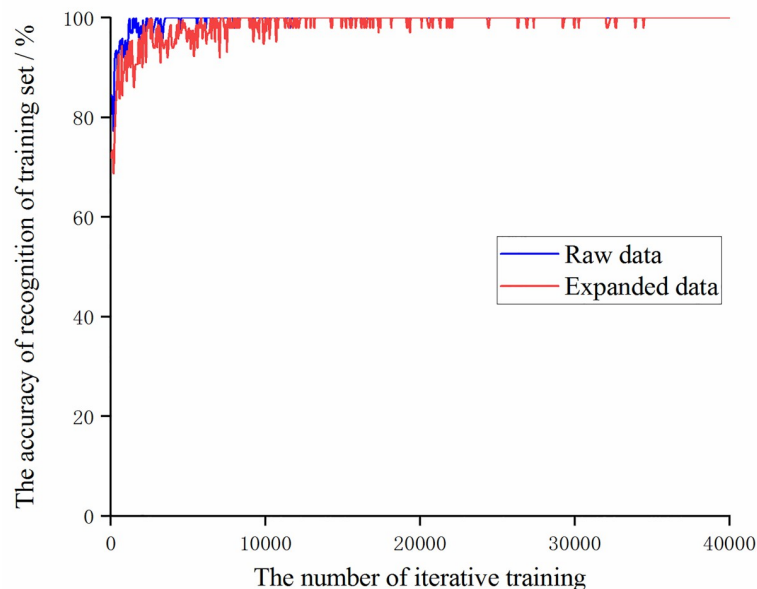 The accuracy of recognition of training set / %
100
80
60
40
20
0
Raw data
Expanded data
0
10000
20000
30000
40000
The number of iterative training